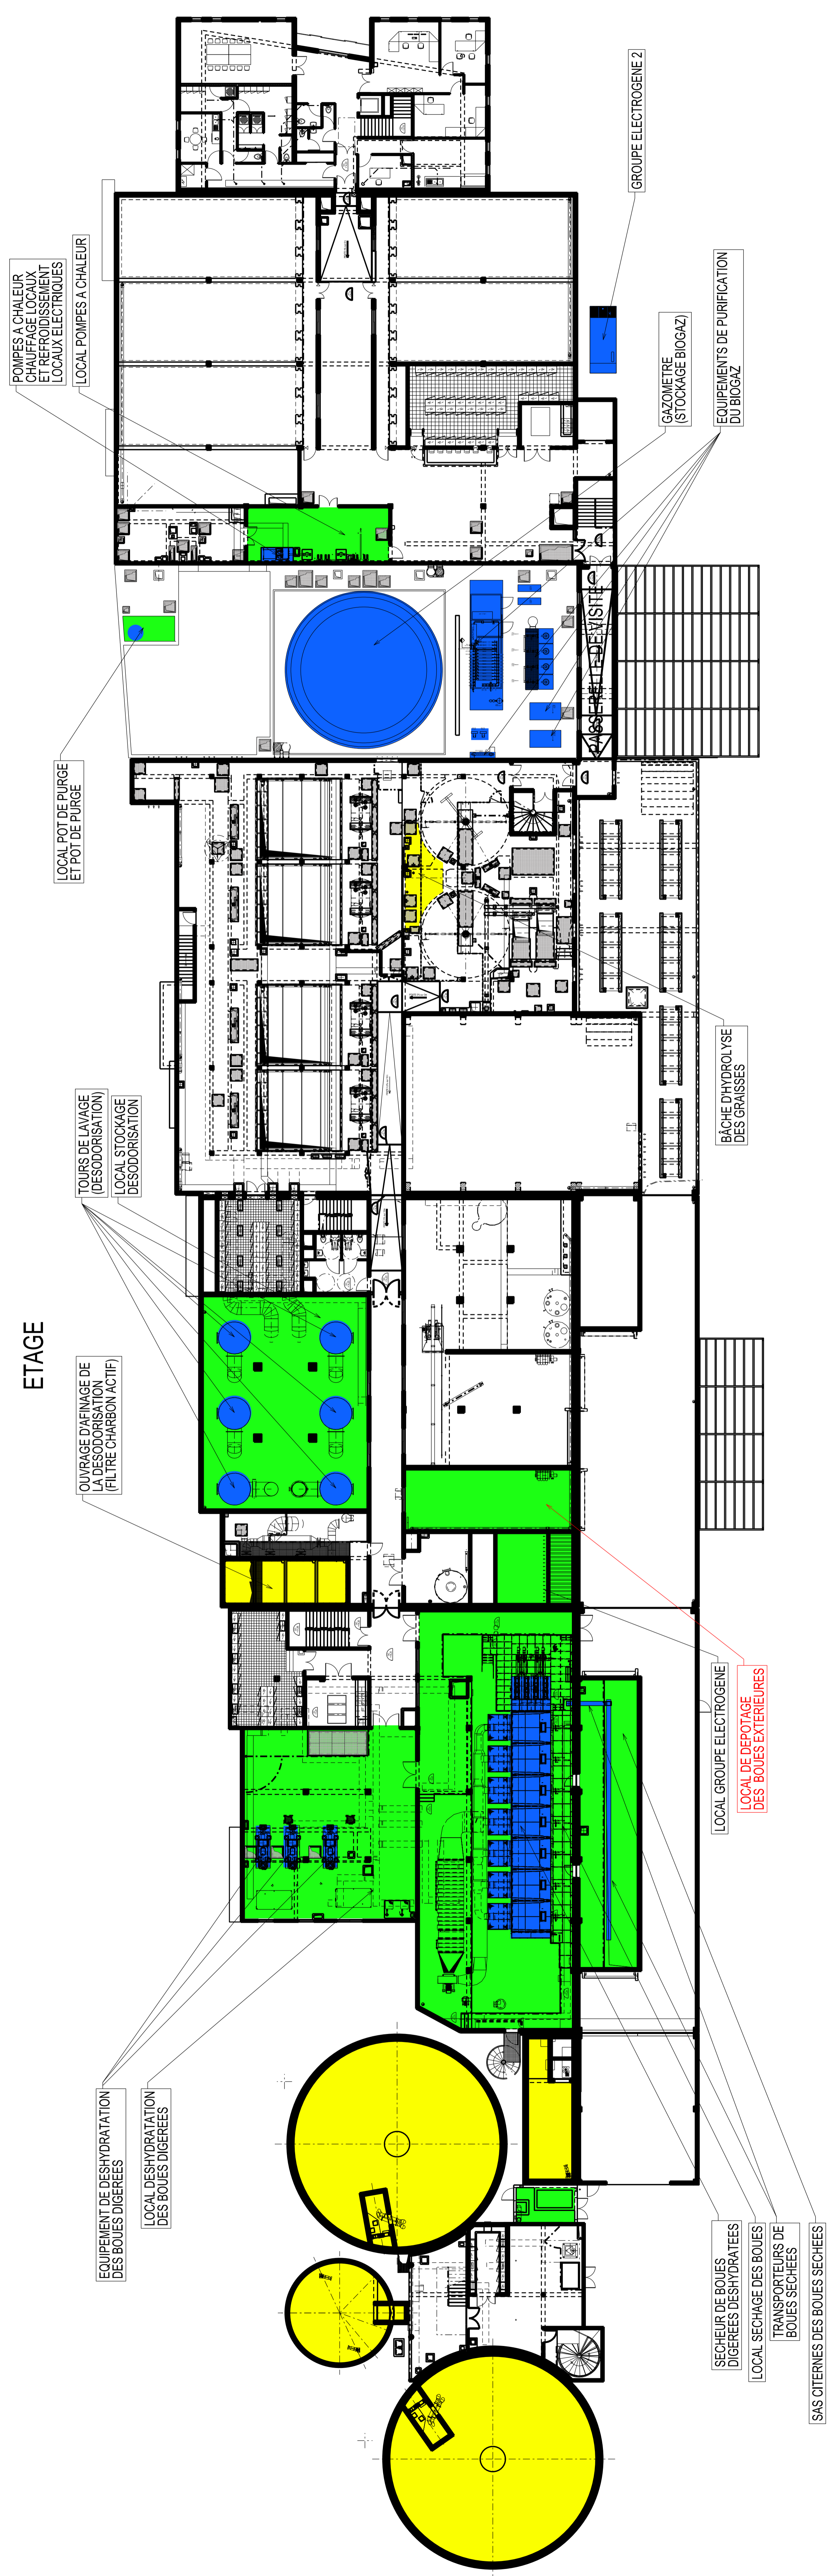 ETAGE
POMPES A CHALEUR
CHAUFFAGE LOCAUX
ET REFROIDISSEMENT
LOCAUX ELECTRIQUES
LOCAL POMPES A CHALEUR
LOCAL POT DE PURGE
ET POT DE PURGE
TOURS DE LAVAGE
(DESODORISATION)
LOCAL STOCKAGE
DESODORISATION
OUVRAGE D'AFINAGE DE
LA DESODORISATION
(FILTRE CHARBON ACTIF)
EQUIPEMENT DE DESHYDRATATION
DES BOUES DIGEREES
LOCAL DESHYDRATATION
DES BOUES DIGEREES
GROUPE ELECTROGENE 2
GAZOMETRE
(STOCKAGE BIOGAZ)
EQUIPEMENTS DE PURIFICATION
DU BIOGAZ
PASSERELLE DE VISITE
BÂCHE D'HYDROLYSE
DES GRAISSES
LOCAL GROUPE ELECTROGENE
LOCAL DE DEPOTAGE
DES BOUES EXTERIEURES
SECHEUR DE BOUES
DIGEREES DESHYDRATEES
LOCAL SECHAGE DES BOUES
TRANSPORTEURS DE
BOUES SECHEES
SAS CITERNES DES BOUES SECHEES